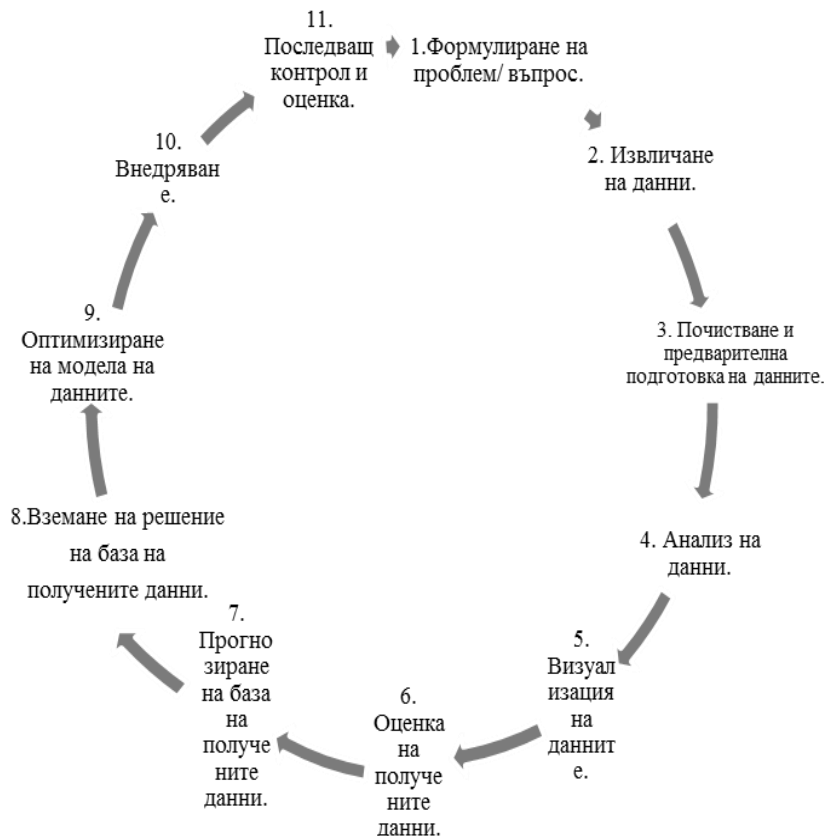 1.Формулиране на
проблем/ въпрос.
2. Извличане
на данни.
3. Почистване и
предварителна
подготовка на данните.
4. Анализ на
данни.
5.
Визуал
изация
на
даннит
е.
6.
Оценка
на
получе
ните
данни.
7.
Прогно
зиране
на база
на
получе
ните
данни.
8.Вземане на решение
на база на
получените данни.
9.
Оптимизиране
на модела на
данните.
10.
Внедряван
е.
11.
Последващ
контрол и
оценка.